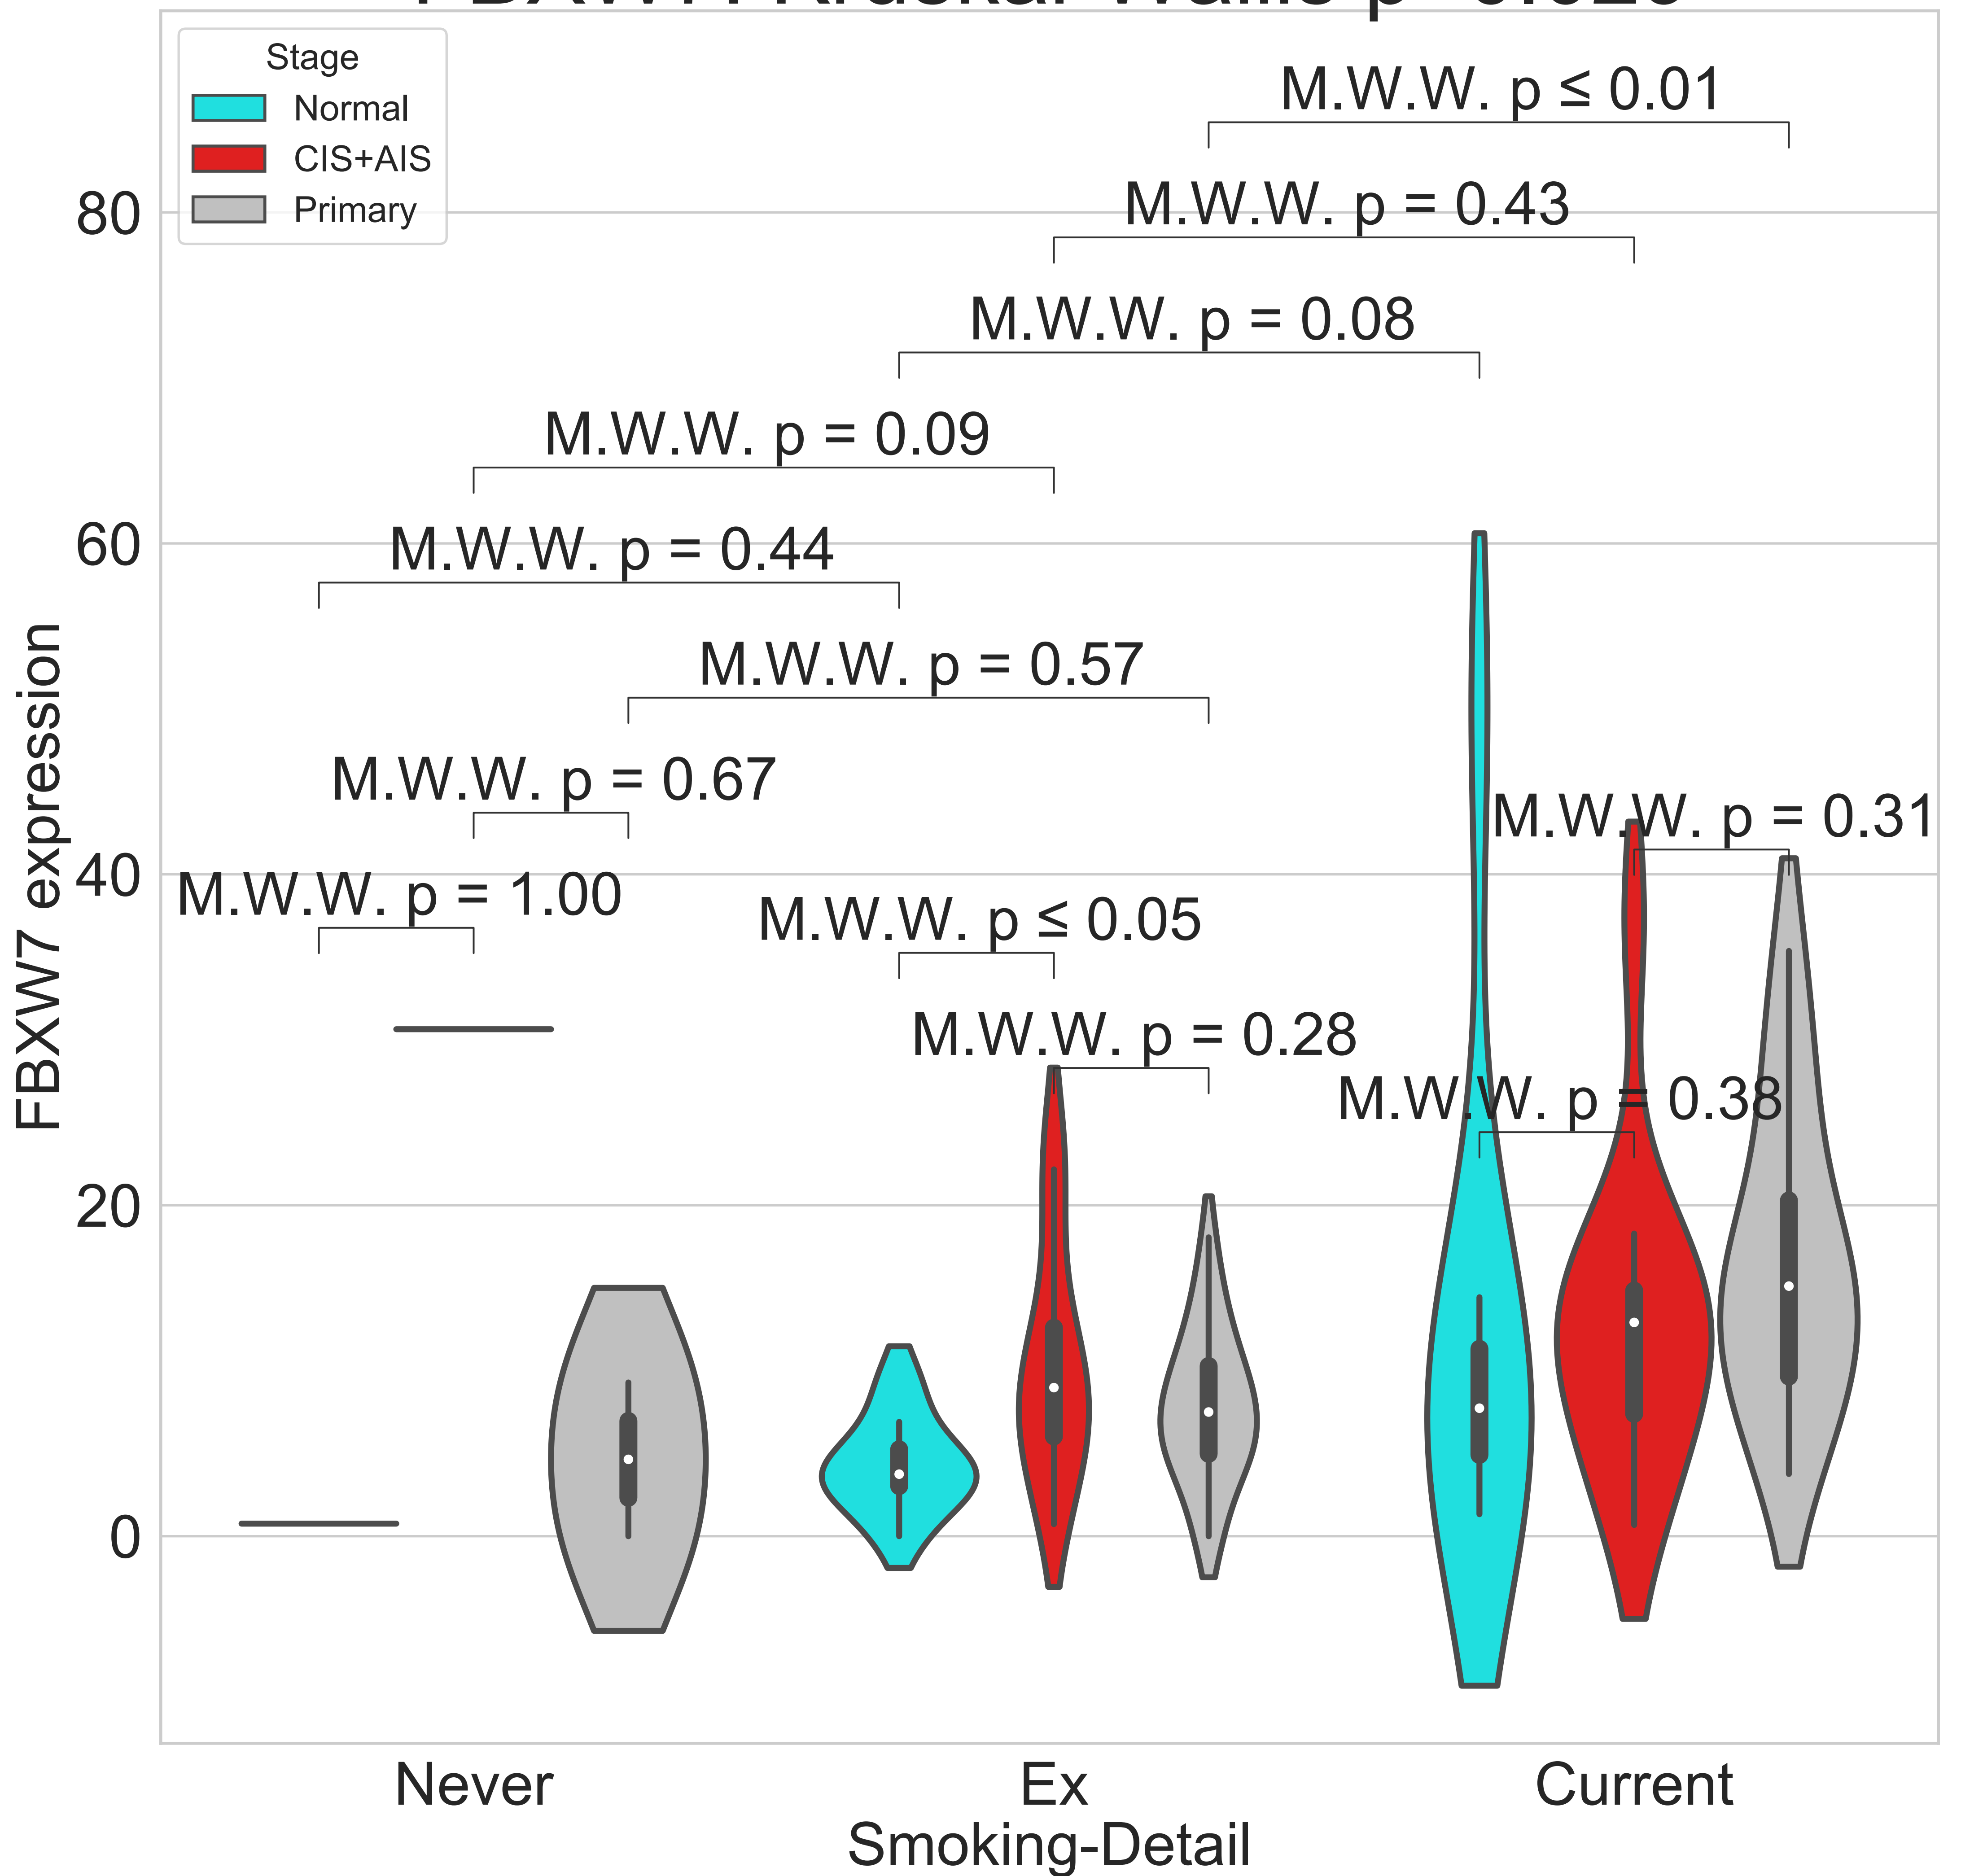 Stage
Normal
CIS+AIS
Primary
M.W.W. p ≤ 0.01
M.W.W. p = 0.43
M.W.W. p = 0.08
M.W.W. p = 0.09
M.W.W. p = 0.44
M.W.W. p = 0.57
M.W.W. p = 0.67
M.W.W. p = 0.31
M.W.W. p = 1.00
M.W.W. p ≤ 0.05
M.W.W. p = 0.28
M.W.W. p = 0.38
80
60
40
20
0
FBXW7 expression
Never
Ex
Current
Smoking-Detail